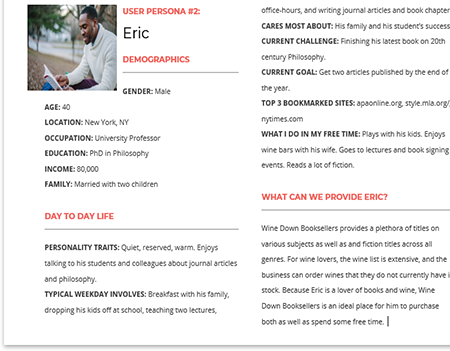 USER PERSONA #2:
Eric
DEMOGRAPHICS
GENDER: Male
AGE: 40
LOCATION: New York, NY
OCCUPATION: University Professor
EDUCATION: PhD in Philosophy
INCOME: 80,000
FAMILY: Married with two children
DAY TO DAY LIFE
PERSONALITY TRAITS: Quiet, reserved, warm. Enjoys
talking to his students and colleagues about journal articles
and philosophy.
TYPICAL WEEKDAY INVOLVES: Breakfast with his family,
dropping his kids off at school, teaching two lectures,
office-hours, and writing journal articles and book chapter
CARES MOST ABOUT: His family and his student's success
CURRENT CHALLENGE: Finishing his latest book on 20th
century Philosophy.
CURRENT GOAL: Get two articles published by the end of
the year.
TOP 3 BOOKMARKED SITES: apaonline.org, style.mla.org/
nytimes.com
WHAT I DO IN MY FREE TIME: Plays with his kids. Enjoys
wine bars with his wife. Goes to lectures and book signing
events. Reads a lot of fiction.
WHAT CAN WE PROVIDE ERIC?
Wine Down Booksellers provides a plethora of titles on
various subjects as well as and fiction titles across all
genres. For wine lovers, the wine list is extensive, and the
business can order wines that they do not currently have i
stock. Because Eric is a lover of books and wine, Wine
Down Booksellers is an ideal place for him to purchase
both as well as spend some free time.